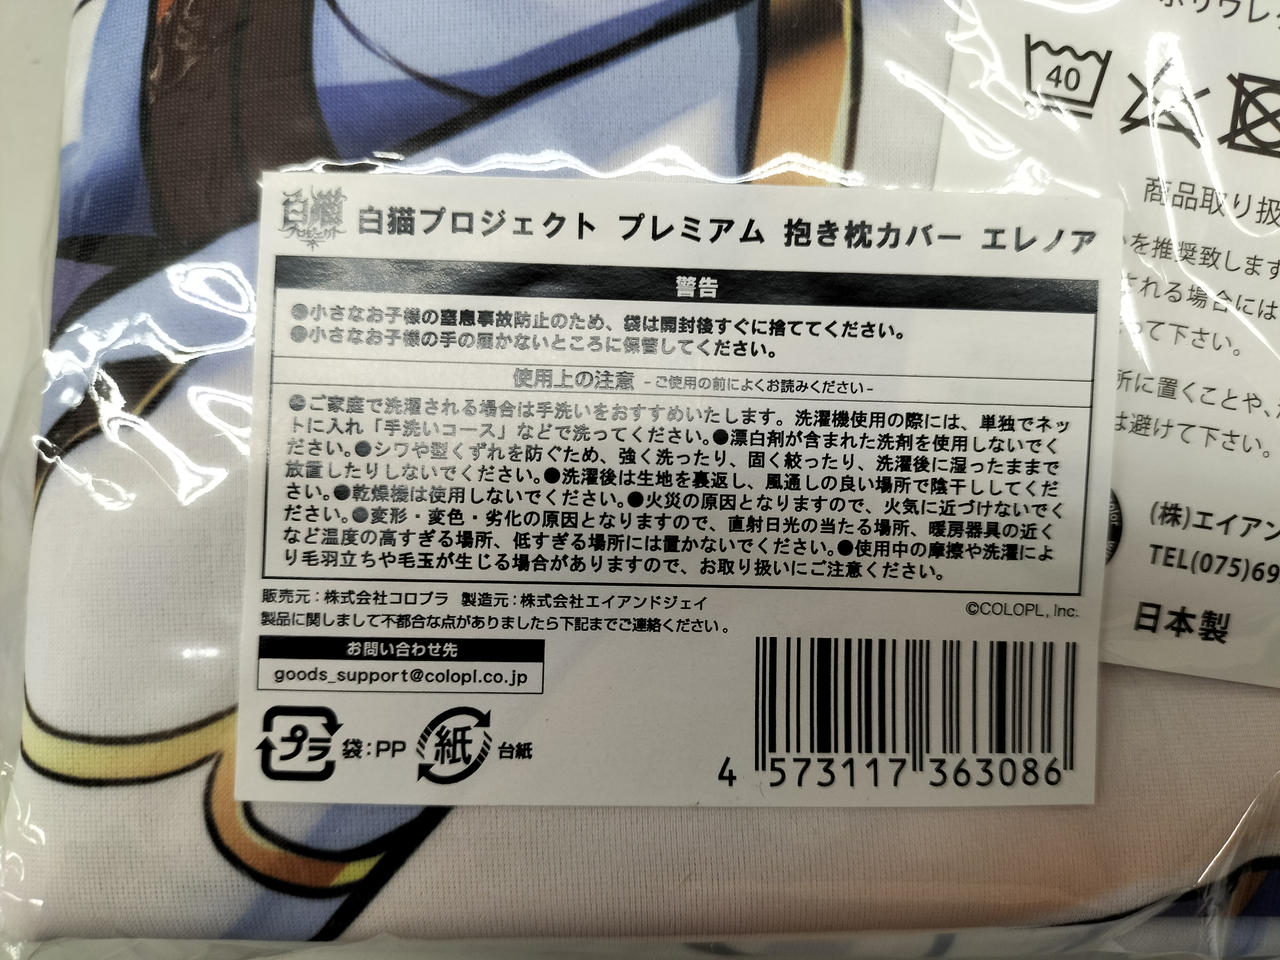 白猫プロジェクト
白猫プロジェクト プレミアム 抱き枕カバー エレノア
警告
●小さなお子様の窒息事故防止のため、袋は開封後すぐに捨ててください。
●小さなお子様の手の届かないところに保管してください。
使用上の注意 -ご使用の前によくお読みください-
●ご家庭で洗濯される場合は手洗いをおすすめいたします。洗濯機使用の際には、単独でネッ
トに入れ「手洗いコース」などで洗ってください。●漂白剤が含まれた洗剤を使用しないでく
ださい。●シワや型くずれを防ぐため、強く洗ったり、固く絞ったり、洗濯後に湿ったままで
放置したりしないでください。●洗濯後は生地を裏返し、風通しの良い場所で陰干ししてくだ
さい。●乾燥機は使用しないでください。●火災の原因となりますので、火気に近づけないでく
ださい。●変形・変色・劣化の原因となりますので、直射日光の当たる場所、暖房器具の近く
など温度の高すぎる場所、低すぎる場所には置かないでください。●使用中の摩擦や洗濯によ
り毛羽立ちや毛玉が生じる場合がありますので、お取り扱いにご注意ください。
販売元：株式会社コロプラ 製造元：株式会社エイアンドジェイ
©COLOPL, Inc.
製品に関しまして不都合な点がありましたら下記までご連絡ください。
お問い合わせ先
goods_support@colopl.co.jp
プラ 袋：PP 紙 台紙
4 573117 363086
ポリウレ
40
商品取り扱
を推奨致します
される場合には
って下さい。
所に置くことや、
は避けて下さい。
(株)エイアン
TEL(075)69
日本製